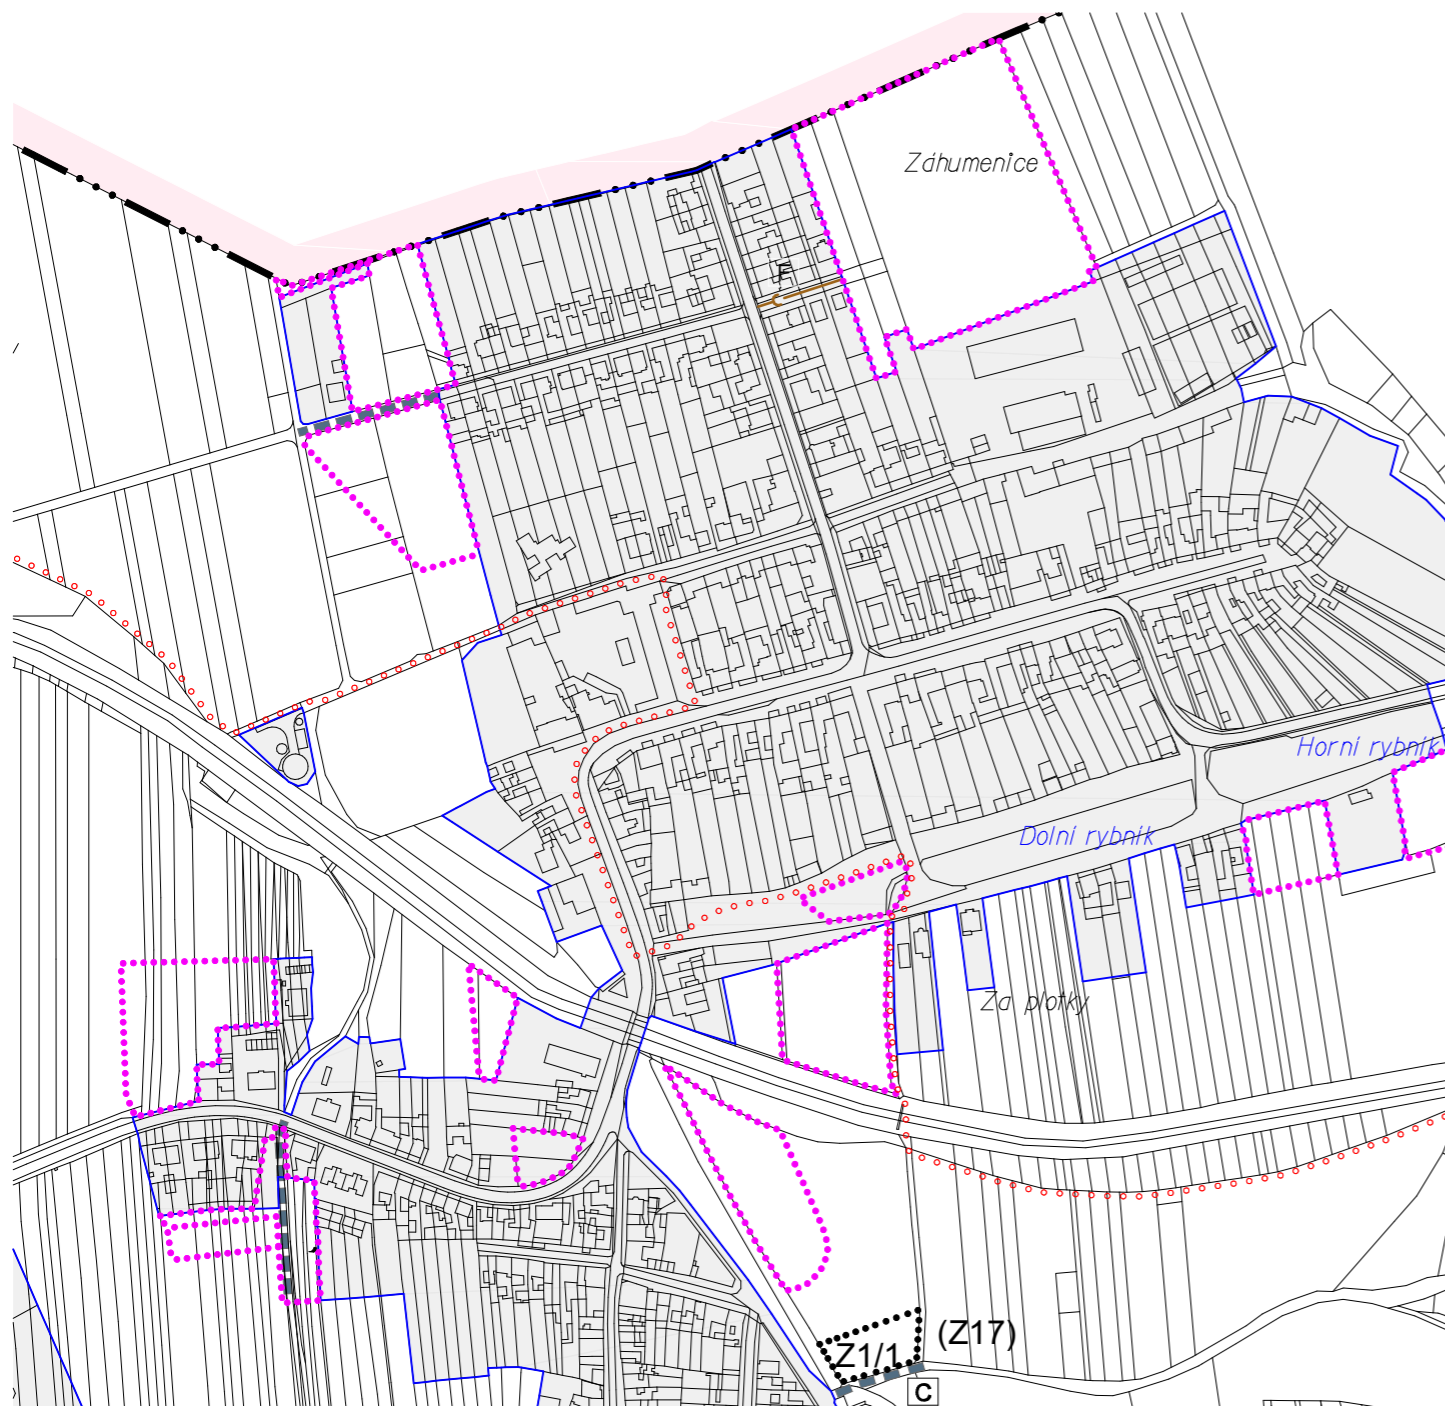 Záhumenice
F
Horní rybník
Dolní rybník
Za plotky
(Z17)
Z1/1
C